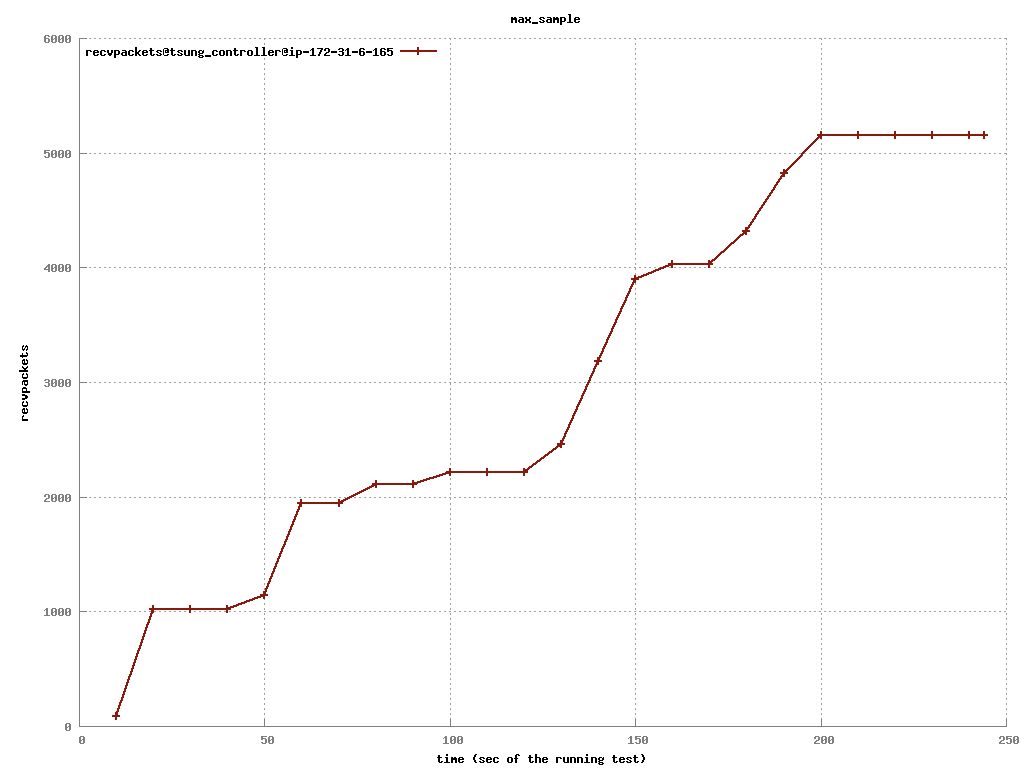 max_sample
recvpackets@tsung_controller@ip-172-31-6-165
6000
5000
4000
3000
2000
1000
0
recvpackets
0 50 100 150 200 250
time (sec of the running test)